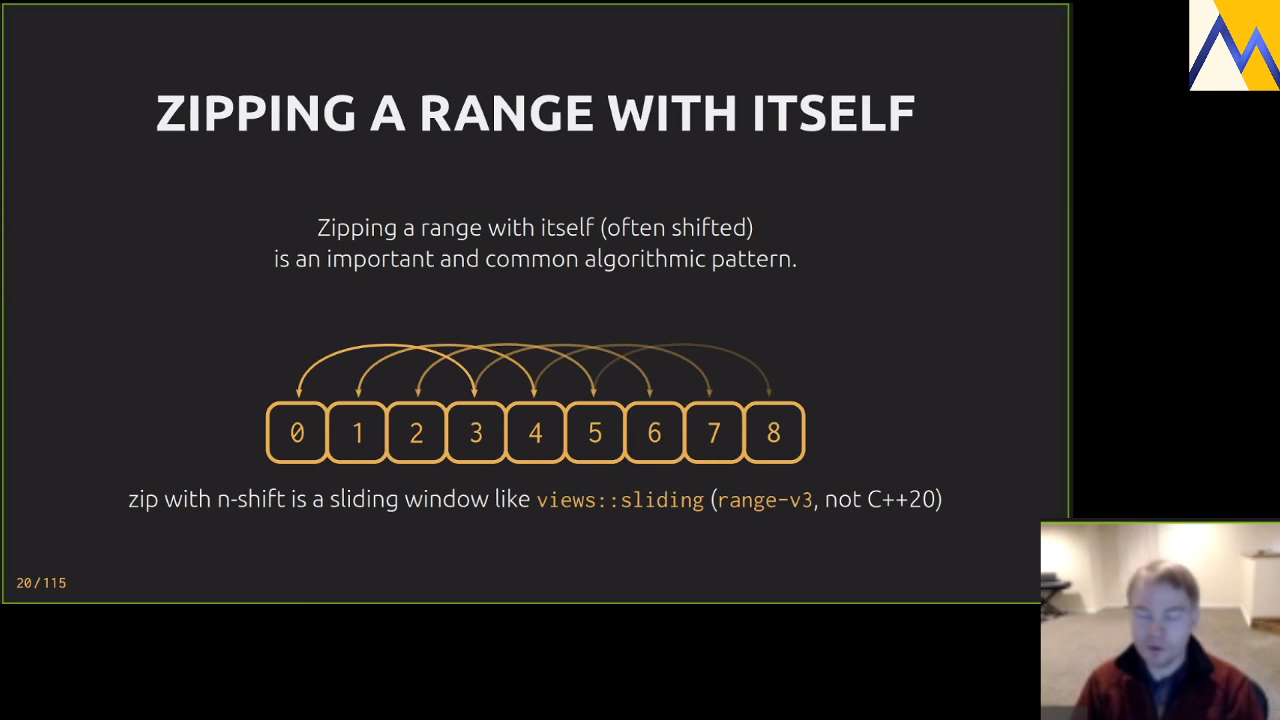 ZIPPING A RANGE WITH ITSELF
Zipping a range with itself (often shifted)
is an important and common algorithmic pattern.
0 1 2 3 4 5 6 7 8
zip with n-shift is a sliding window like views::sliding (range-v3, not C++20)
20/115